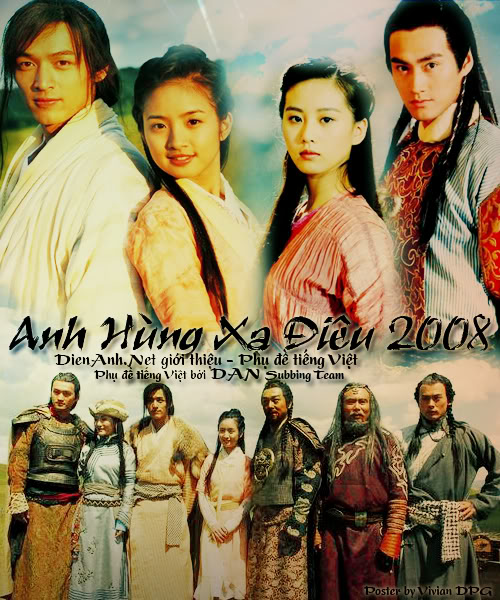 Anh Hùng Xạ Điêu 2008
DienAnh.Net giới thiệu - Phụ đề tiếng Việt
Phụ đề tiếng Việt bởi DAN Subbing Team
Poster by Vivian DPG